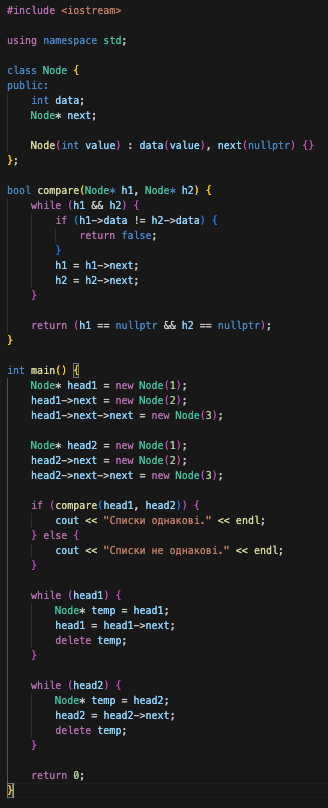 #include <iostream>
using namespace std;
class Node {
public:
    int data;
    Node* next;
    Node(int value) : data(value), next(nullptr) {}
};
bool compare(Node* h1, Node* h2) {
    while (h1 && h2) {
        if (h1->data != h2->data) {
            return false;
        }
        h1 = h1->next;
        h2 = h2->next;
    }
    return (h1 == nullptr && h2 == nullptr);
}
int main() {
    Node* head1 = new Node(1);
    head1->next = new Node(2);
    head1->next->next = new Node(3);
    Node* head2 = new Node(1);
    head2->next = new Node(2);
    head2->next->next = new Node(3);
    if (compare(head1, head2)) {
        cout << "Списки однакові." << endl;
    } else {
        cout << "Списки не однакові." << endl;
    }
    while (head1) {
        Node* temp = head1;
        head1 = head1->next;
        delete temp;
    }
    while (head2) {
        Node* temp = head2;
        head2 = head2->next;
        delete temp;
    }
    return 0;
}